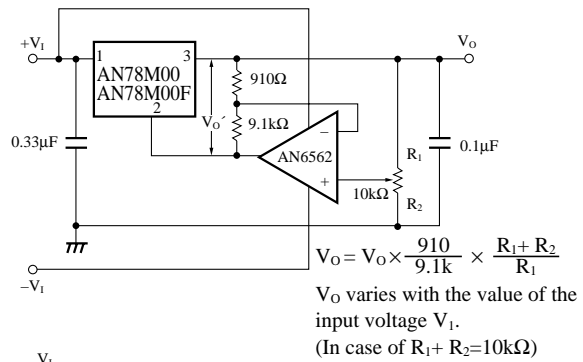 +V_I
1
3
V_O
AN78M00
AN78M00F
2
910Ω
V_O´
9.1kΩ
−
AN6562
+
0.33μF
0.1μF
R_1
10kΩ
R_2
−V_I
V_O = V_O × 910/9.1k × R_1 + R_2/R_1
V_O varies with the value of the
input voltage V_1.
(In case of R_1 + R_2=10kΩ)
V_I